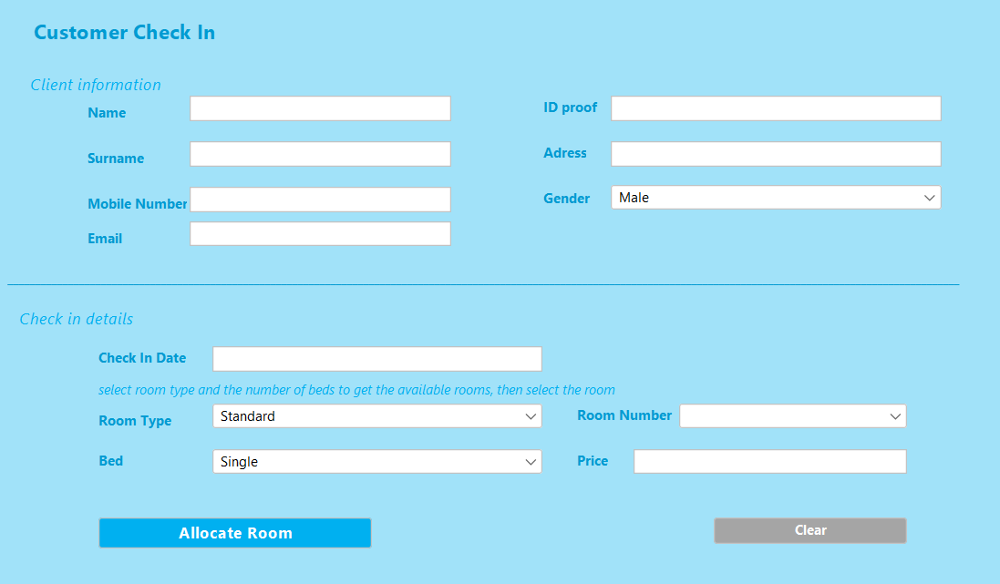 Customer Check In
Client information
Name
ID proof
Surname
Adress
Mobile Number
Gender Male
Email
Check in details
Check In Date
select room type and the number of beds to get the available rooms, then select the room
Room Type Standard Room Number
Bed Single Price
Allocate Room Clear